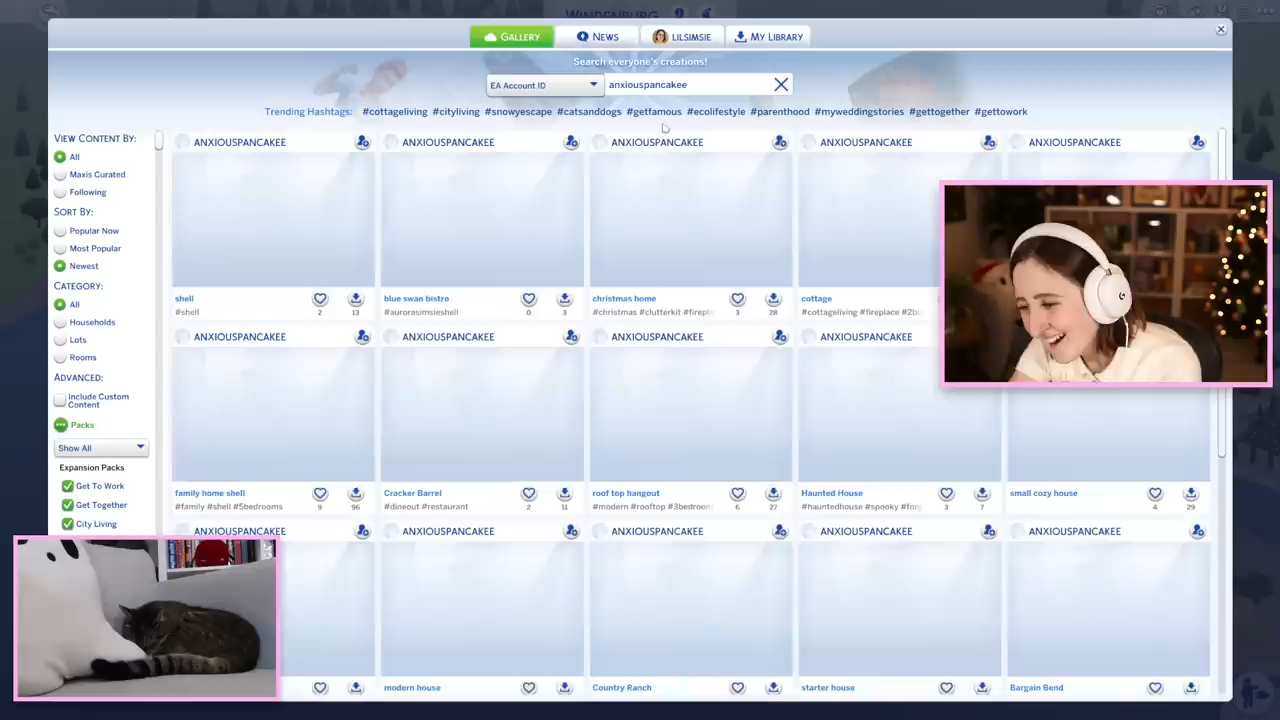 WINDENBURG
GALLERY
NEWS
LILSIMSIE
MY LIBRARY
Search everyone's creations!
EA Account ID
anxiouspancakee
Trending Hashtags: #cottageliving #cityliving #snowyescape #catsanddogs #getfamous #ecolifestyle #parenthood #myweddingstories #gettogether #gettowork
VIEW CONTENT BY:
All
Maxis Curated
Following
SORT BY:
Popular Now
Most Popular
Newest
CATEGORY:
All
Households
Lots
Rooms
ADVANCED:
Include Custom
Content
Packs
Show All
Expansion Packs
Get To Work
Get Together
City Living
ANXIOUSPANCAKEE ANXIOUSPANCAKEE ANXIOUSPANCAKEE ANXIOUSPANCAKEE ANXIOUSPANCAKEE
shell
#shell
2 13
blue swan bistro
#aurorasimsieshell
0 3
christmas home
#christmas #clutterkit #firepl
3 28
cottage
#cottageliving #fireplace #2b
ANXIOUSPANCAKEE ANXIOUSPANCAKEE ANXIOUSPANCAKEE ANXIOUSPANCAKEE
family home shell
#family #shell #5bedrooms
9 96
Cracker Barrel
#dineout #restaurant
2 11
roof top hangout
#modern #rooftop #3bedroom
6 27
Haunted House
#hauntedhouse #spooky #for
3 7
small cozy house
4 29
ANXIOUSPANCAKEE ANXIOUSPANCAKEE ANXIOUSPANCAKEE ANXIOUSPANCAKEE
modern house
Country Ranch
starter house
Bargain Bend